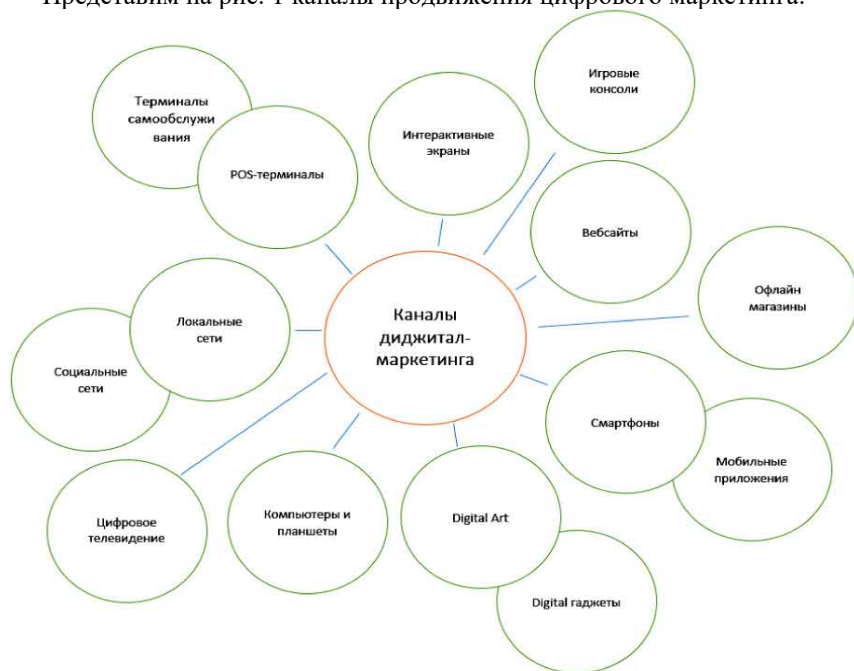 Представим на рис. 1 каналы продвижения цифрового маркетинга.
Игровые
консоли
Терминалы
самообслужи
вания
Интерактивные
экраны
POS-терминалы
Вебсайты
Офлайн
магазины
Каналы
диджитал-
маркетинга
Локальные
сети
Социальные
сети
Смартфоны
Мобильные
приложения
Цифровое
телевидение
Компьютеры и
планшеты
Digital Art
Digital гаджеты